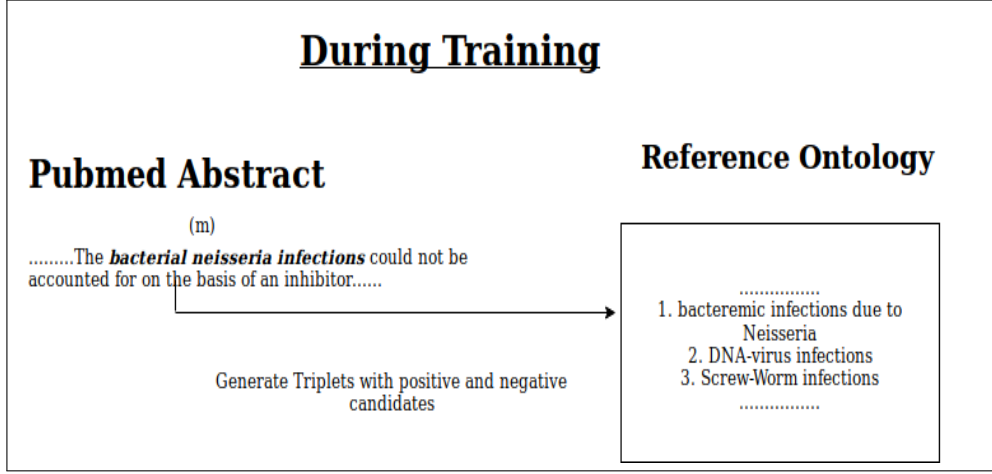 During Training
Pubmed Abstract
(m)
.........The bacterial neisseria infections could not be
accounted for on the basis of an inhibitor......
Generate Triplets with positive and negative
candidates
Reference Ontology
................
1. bacteremic infections due to
Neisseria
2. DNA-virus infections
3. Screw-Worm infections
................